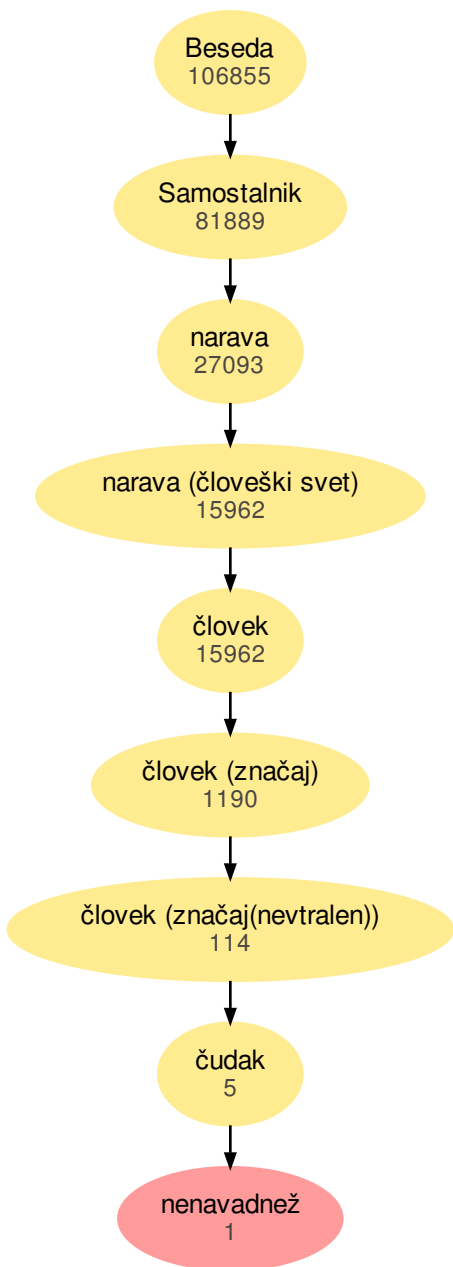 Beseda
106855
Samostalnik
81889
narava
27093
narava (človeški svet)
15962
človek
15962
človek (značaj)
1190
človek (značaj(nevtralen))
114
čudak
5
nenavadnež
1